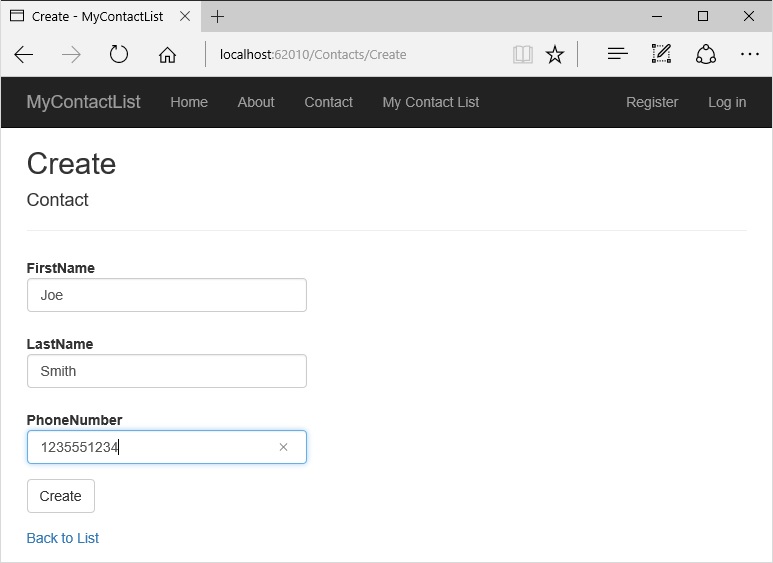 Create - MyContactList
localhost:62010/Contacts/Create
MyContactList Home About Contact My Contact List Register Log in
Create
Contact
FirstName
Joe
LastName
Smith
PhoneNumber
1235551234
Create
Back to List